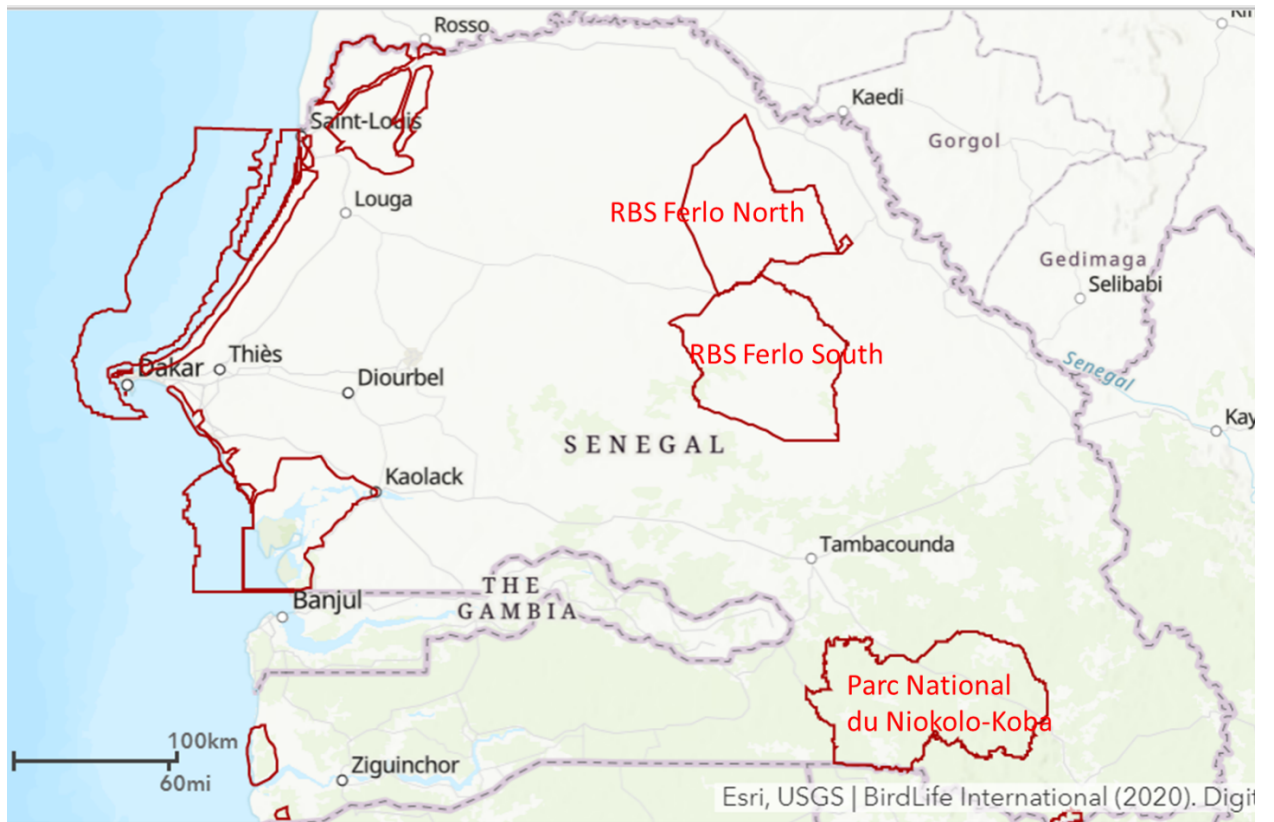 Rosso
Kaedi
Gorgol
Saint-Louis
Louga
RBS Ferlo North
Gedimaga
Selibabi
Dakar
Thiès
Diourbel
RBS Ferlo South
Senegal
Kay
SENEGAL
Kaolack
Tambacounda
THE
GAMBIA
Banjul
Parc National
du Niokolo-Koba
100km
60mi
Ziguinchor
Esri, USGS | BirdLife International (2020). Digit